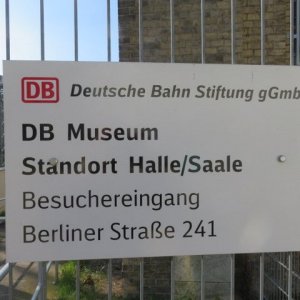 DB Deutsche Bahn Stiftung gGmb
DB Museum
Standort Halle/Saale
Besuchereingang
Berliner Straße 241